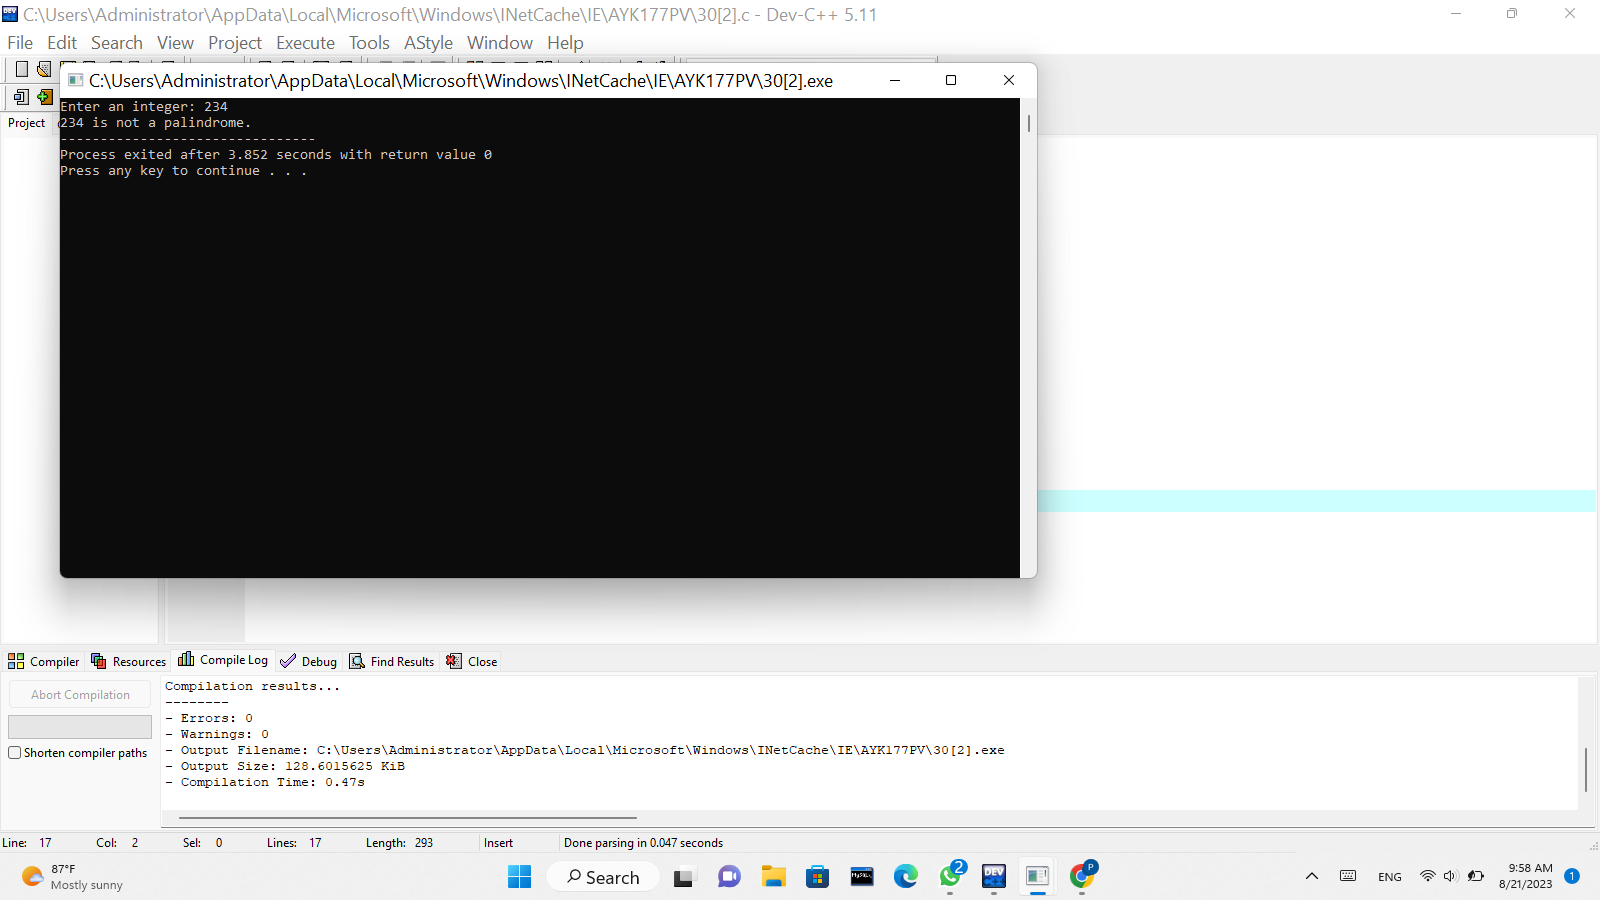 C:\Users\Administrator\AppData\Local\Microsoft\Windows\INetCache\IE\AYK177PV\30[2].c - Dev-C++ 5.11
File Edit Search View Project Execute Tools AStyle Window Help
C:\Users\Administrator\AppData\Local\Microsoft\Windows\INetCache\IE\AYK177PV\30[2].exe
Project
Enter an integer: 234
234 is not a palindrome.
--------------------------------
Process exited after 3.852 seconds with return value 0
Press any key to continue . . .
Compiler Resources Compile Log Debug Find Results Close
Abort Compilation
Shorten compiler paths
Compilation results...
--------
- Errors: 0
- Warnings: 0
- Output Filename: C:\Users\Administrator\AppData\Local\Microsoft\Windows\INetCache\IE\AYK177PV\30[2].exe
- Output Size: 128.6015625 KiB
- Compilation Time: 0.47s
Line: 17 Col: 2 Sel: 0 Lines: 17 Length: 293 Insert Done parsing in 0.047 seconds
87°F
Mostly sunny
Search
MySQL
2
DEV
P
ENG
9:58 AM
8/21/2023
1